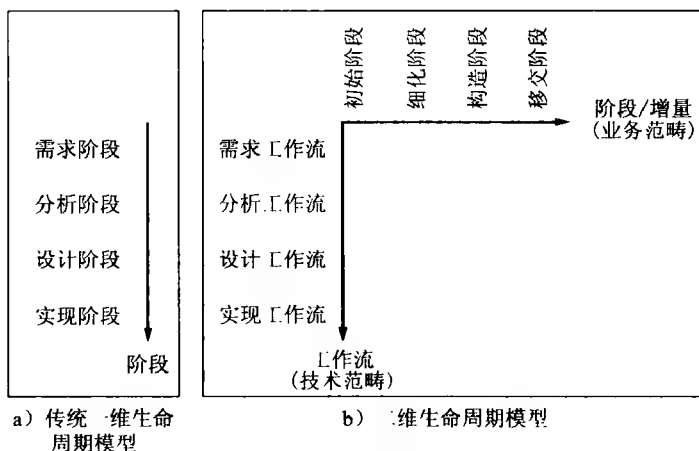 初始阶段
细化阶段
构造阶段
移交阶段
阶段/增量
(业务范畴)
需求阶段
分析阶段
设计阶段
实现阶段
阶段
需求工作流
分析工作流
设计工作流
实现工作流
工作流
(技术范畴)
a) 传统一维生命
周期模型
b) 二维生命周期模型